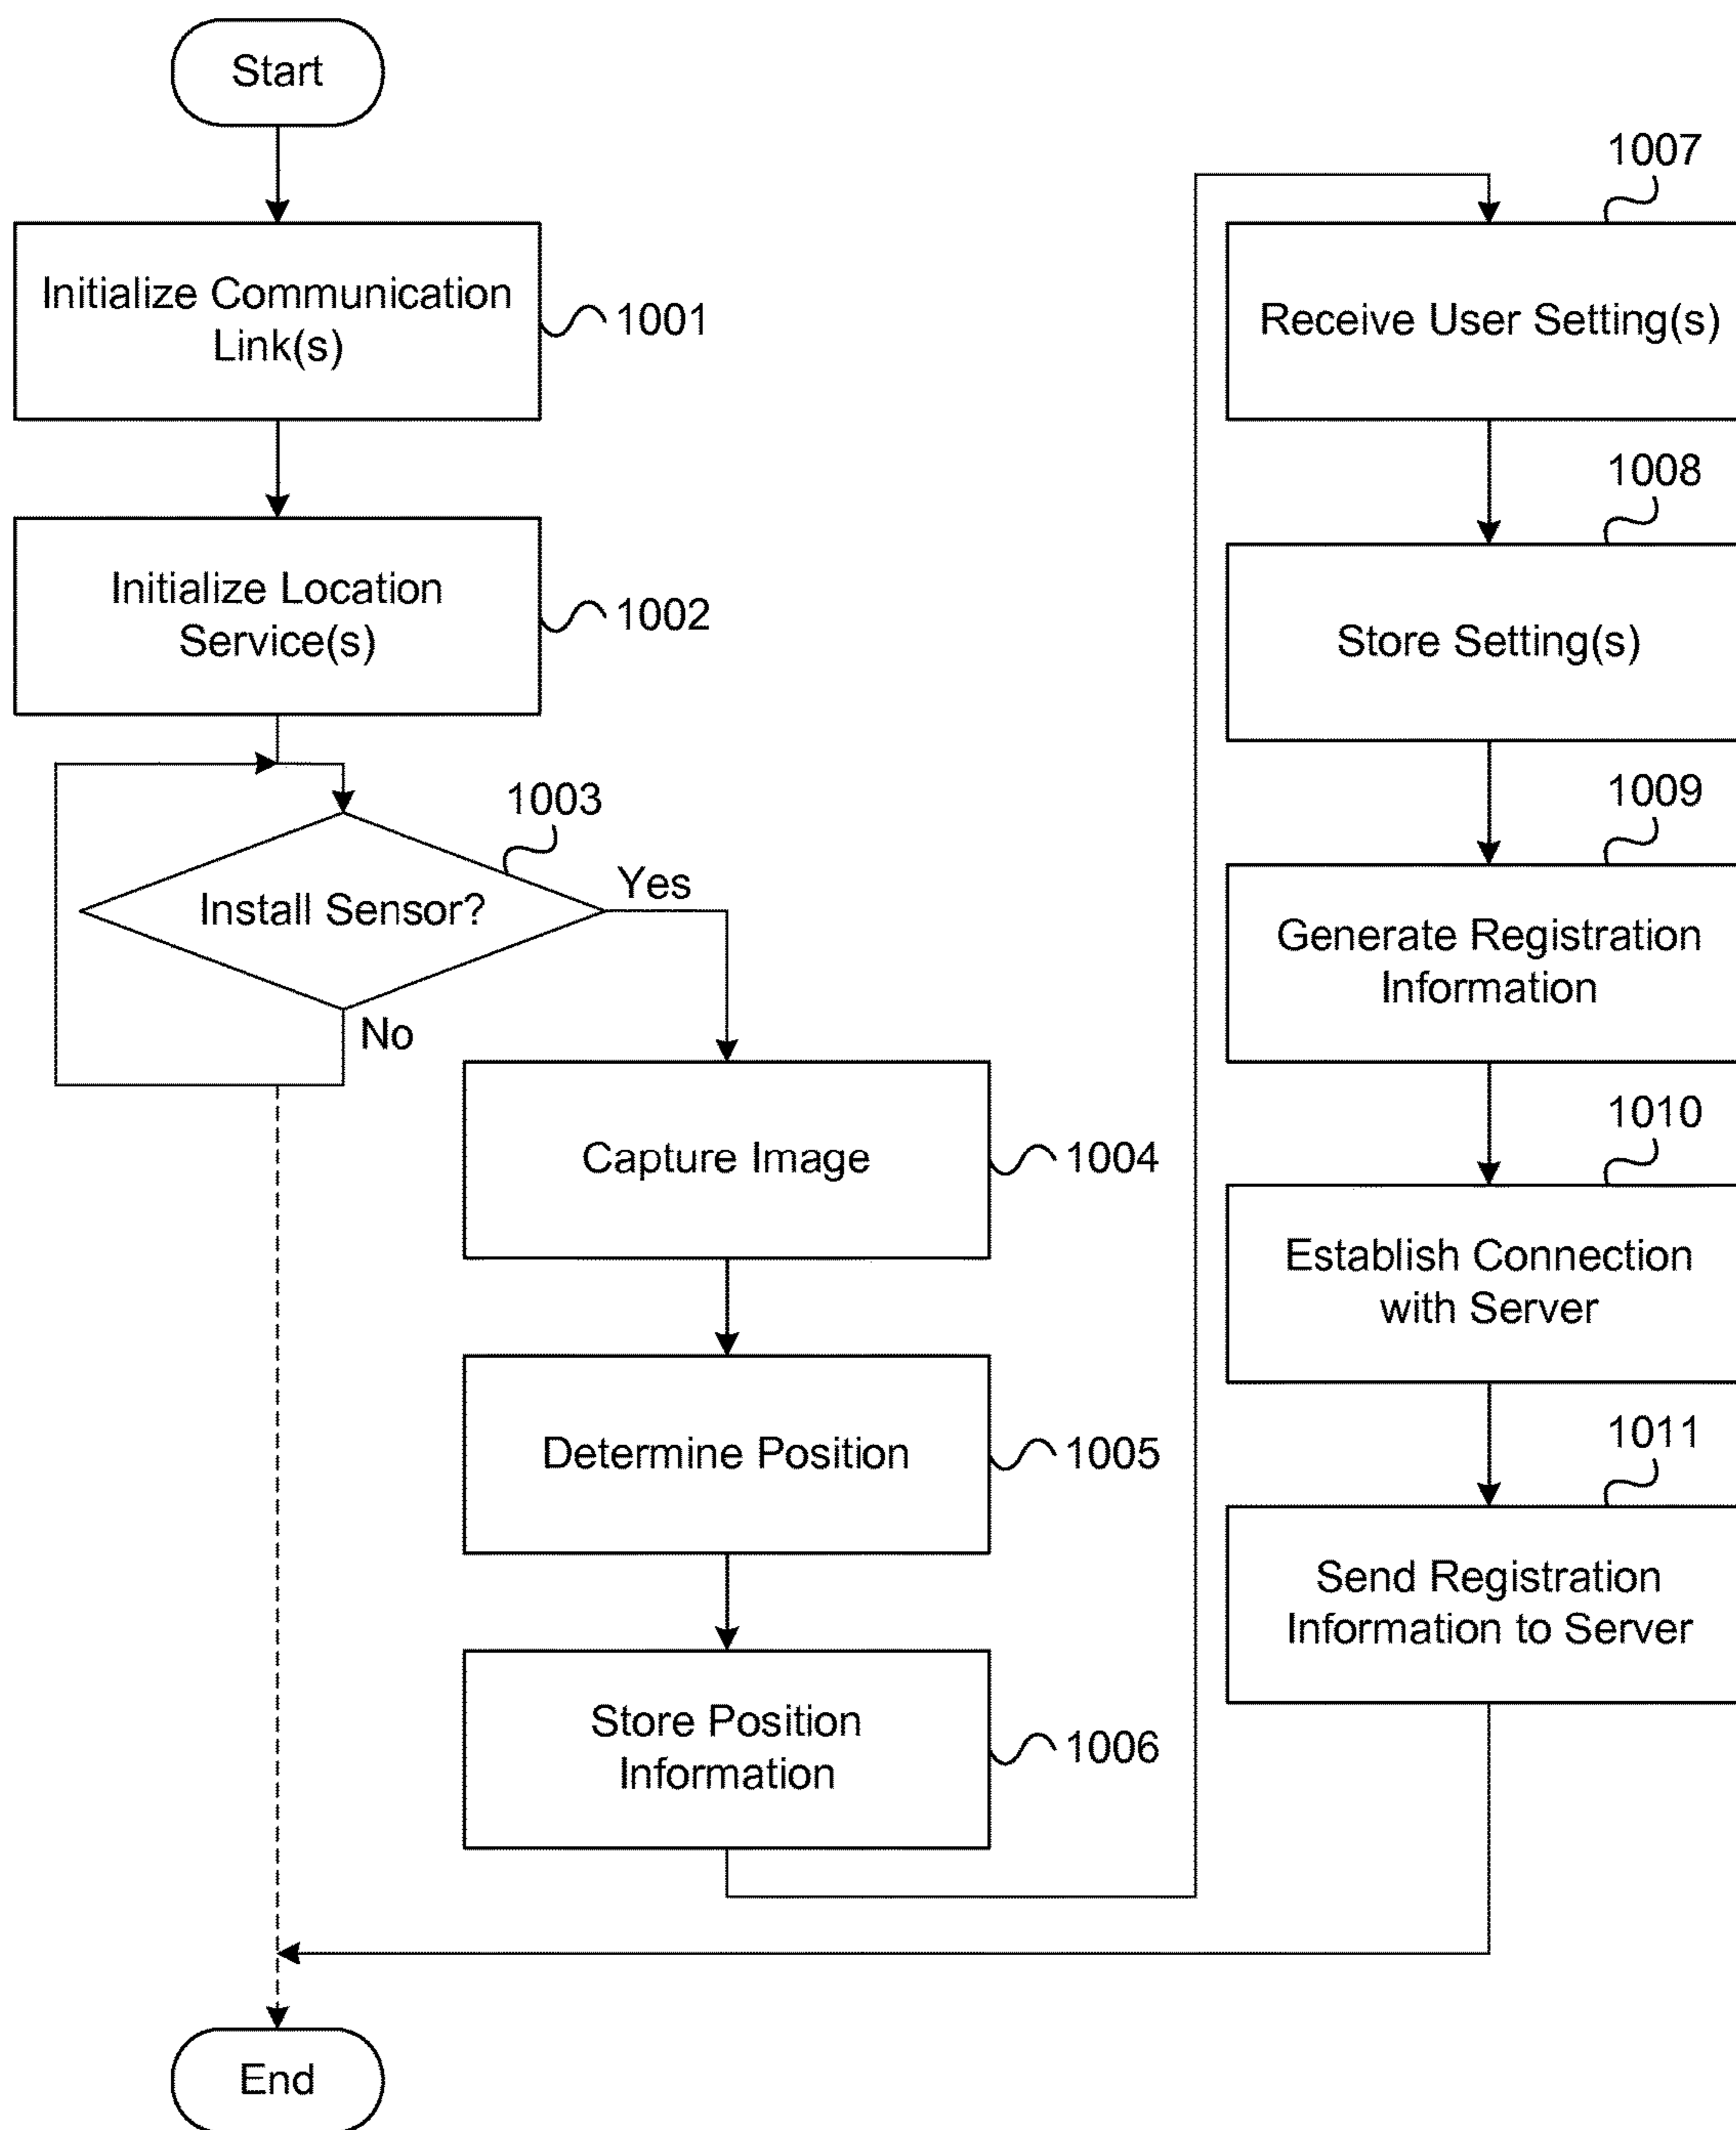 Start
Initialize Communication
Link(s)
1001
Initialize Location
Service(s)
1002
1003
Install Sensor?
Yes
No
Capture Image
1004
Determine Position
1005
Store Position
Information
1006
1007
Receive User Setting(s)
1008
Store Setting(s)
1009
Generate Registration
Information
1010
Establish Connection
with Server
1011
Send Registration
Information to Server
End